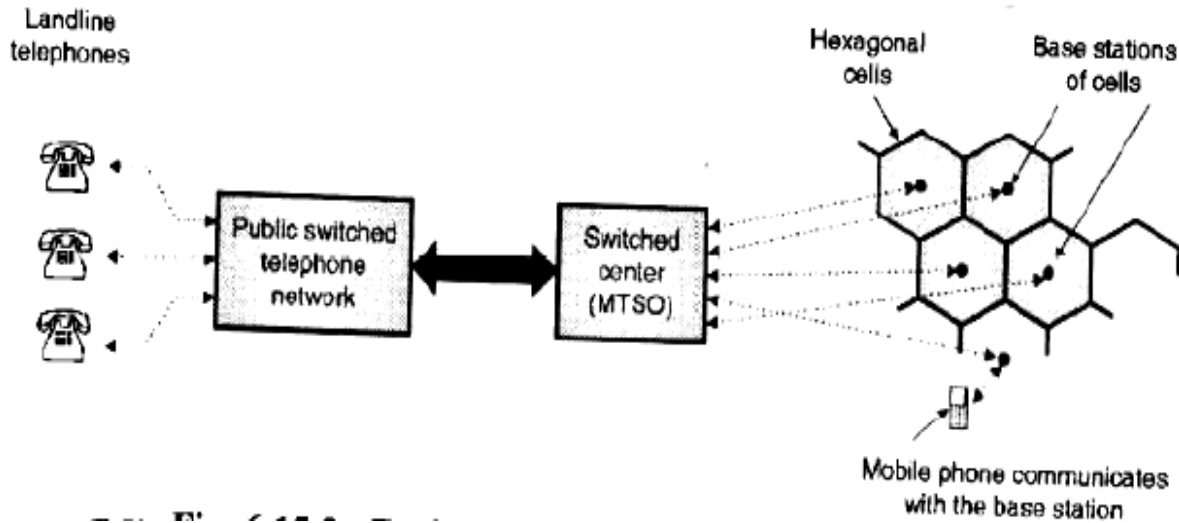 Landline
telephones
Hexagonal
cells
Base stations
of cells
Public switched
telephone
network
Switched
center
(MTSO)
Mobile phone communicates
with the base station
Fig. 6.15.2